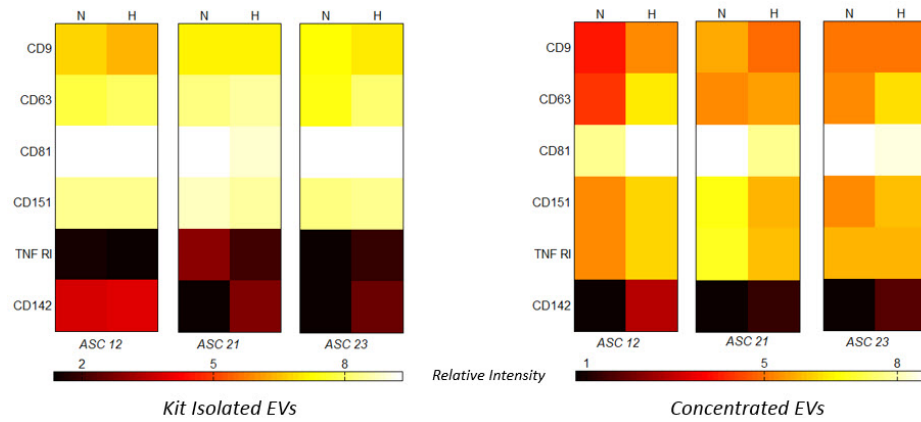 N H N H N H N H N H N H
CD9 CD9
CD63 CD63
CD81 CD81
CD151 CD151
TNF RI TNF RI
CD142 CD142
ASC 12 ASC 21 ASC 23 ASC 12 ASC 21 ASC 23
2 5 8 Relative Intensity 1 5 8
Kit Isolated EVs Concentrated EVs